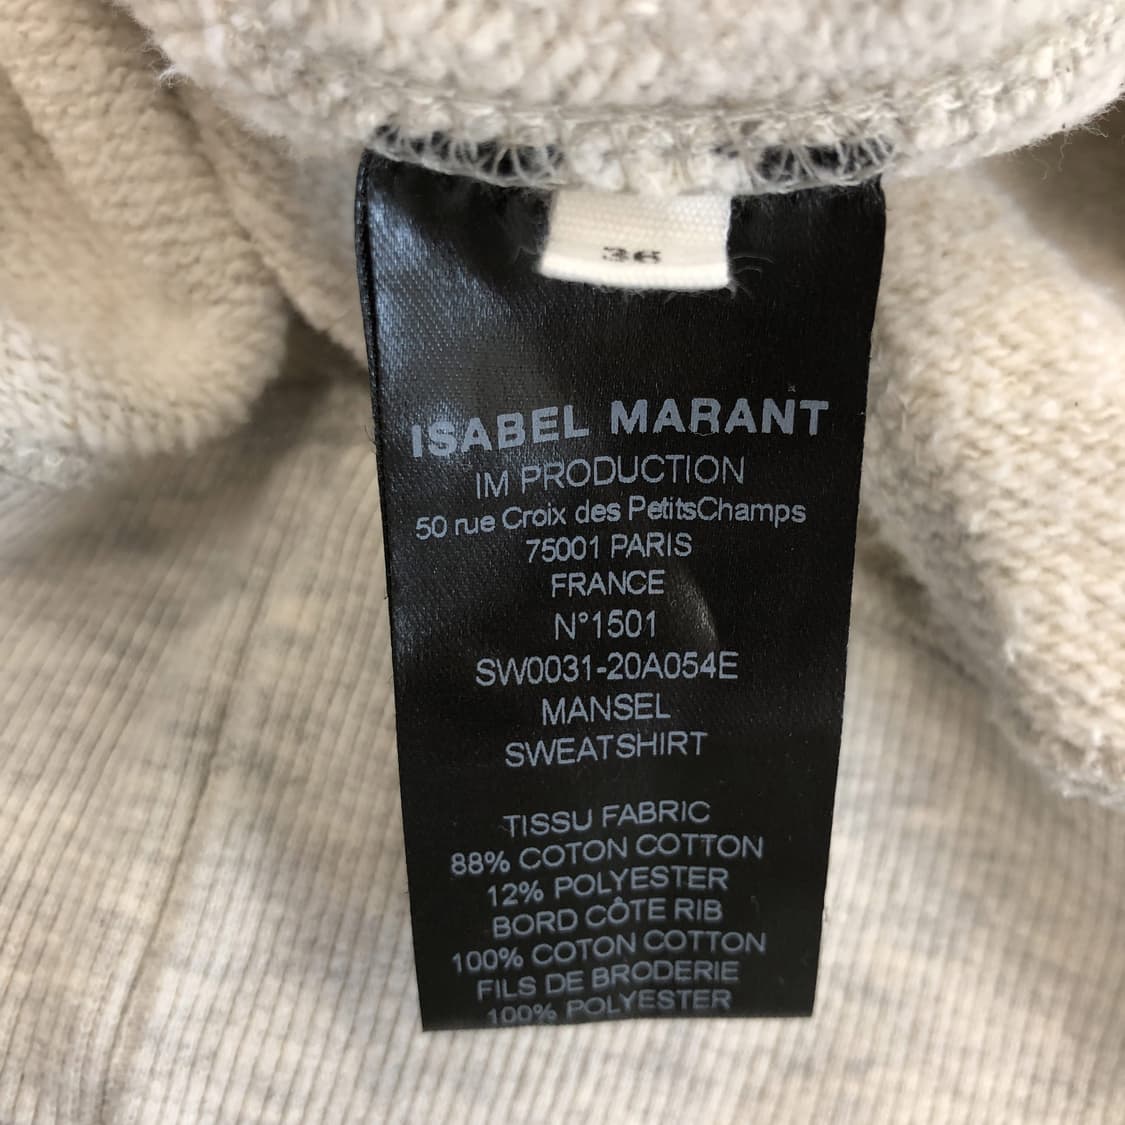 36
ISABEL MARANT
IM PRODUCTION
50 rue Croix des PetitsChamps
75001 PARIS
FRANCE
N°1501
SW0031-20A054E
MANSEL
SWEATSHIRT
TISSU FABRIC
88% COTON COTTON
12% POLYESTER
BORD CÔTE RIB
100% COTON COTTON
FILS DE BRODERIE
100% POLYESTER